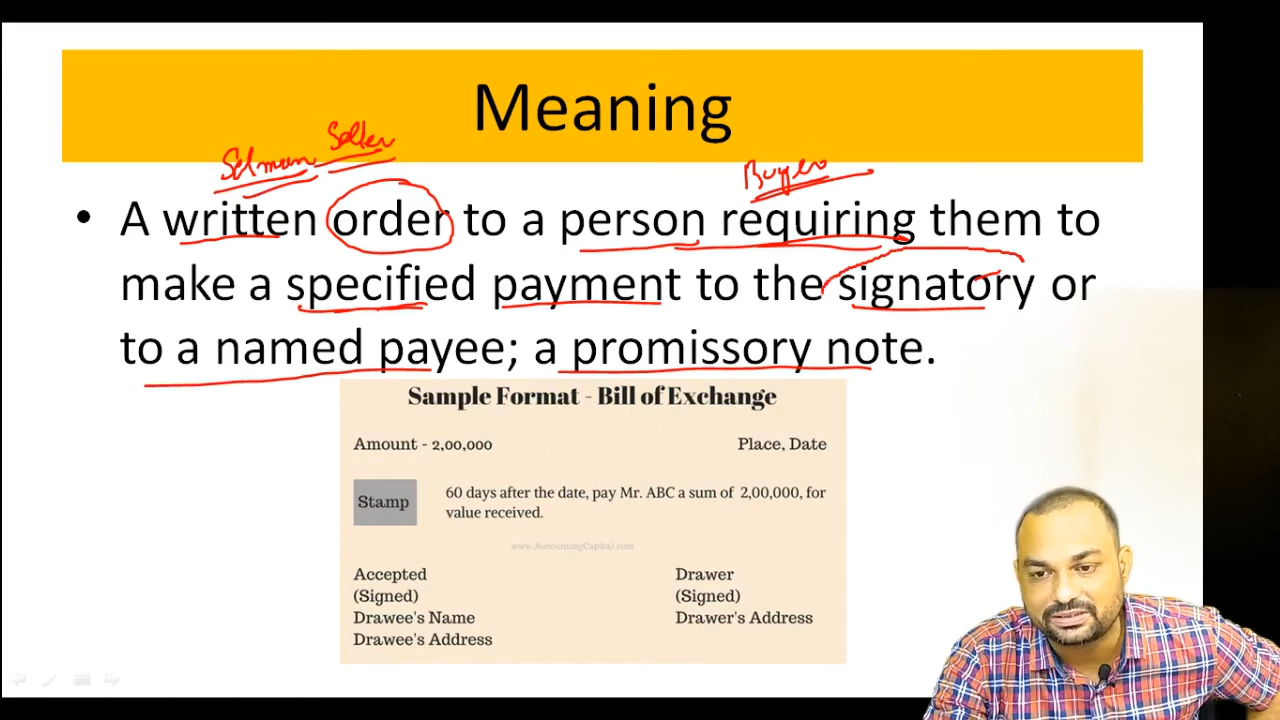 Meaning
Salman Seller
Buyer
• A written order to a person requiring them to
make a specified payment to the signatory or
to a named payee; a promissory note.
Sample Format - Bill of Exchange
Amount - 2,00,000 Place, Date
Stamp
60 days after the date, pay Mr. ABC a sum of 2,00,000, for
value received.
www.AccountingCapital.com
Accepted Drawer
(Signed) (Signed)
Drawee's Name Drawer's Address
Drawee's Address